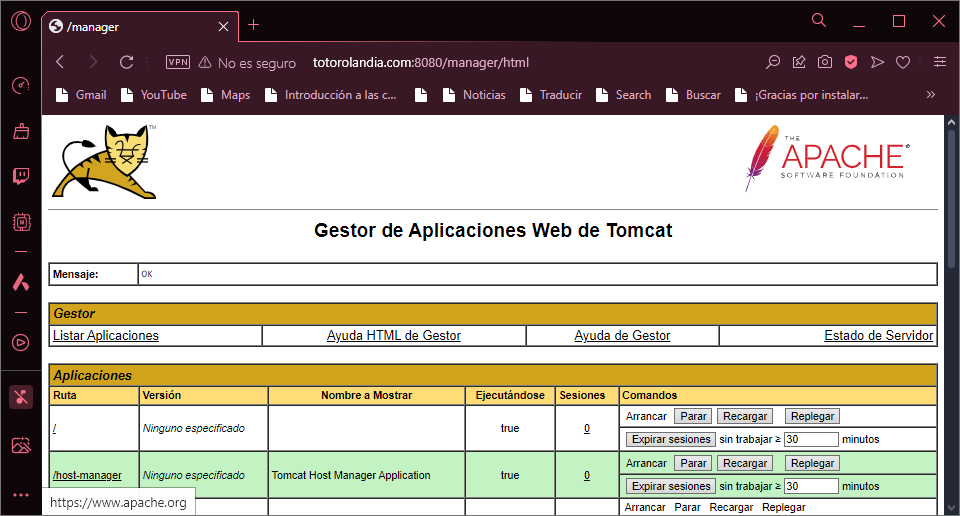 /manager
VPN No es seguro totorolandia.com:8080/manager/html
Gmail YouTube Maps Introducción a las c... Noticias Traducir Search Buscar ¡Gracias por instalar... »
TM
THE
APACHE®
SOFTWARE FOUNDATION
Gestor de Aplicaciones Web de Tomcat
Mensaje: OK
Gestor
Listar Aplicaciones Ayuda HTML de Gestor Ayuda de Gestor Estado de Servidor
Aplicaciones
Ruta Versión Nombre a Mostrar Ejecutándose Sesiones Comandos
/ Ninguno especificado true 0 Arrancar Parar Recargar Replegar
Expirar sesiones sin trabajar ≥ 30 minutos
/host-manager Ninguno especificado Tomcat Host Manager Application true 0 Arrancar Parar Recargar Replegar
Expirar sesiones sin trabajar ≥ 30 minutos
Arrancar Parar Recargar Replegar
https://www.apache.org